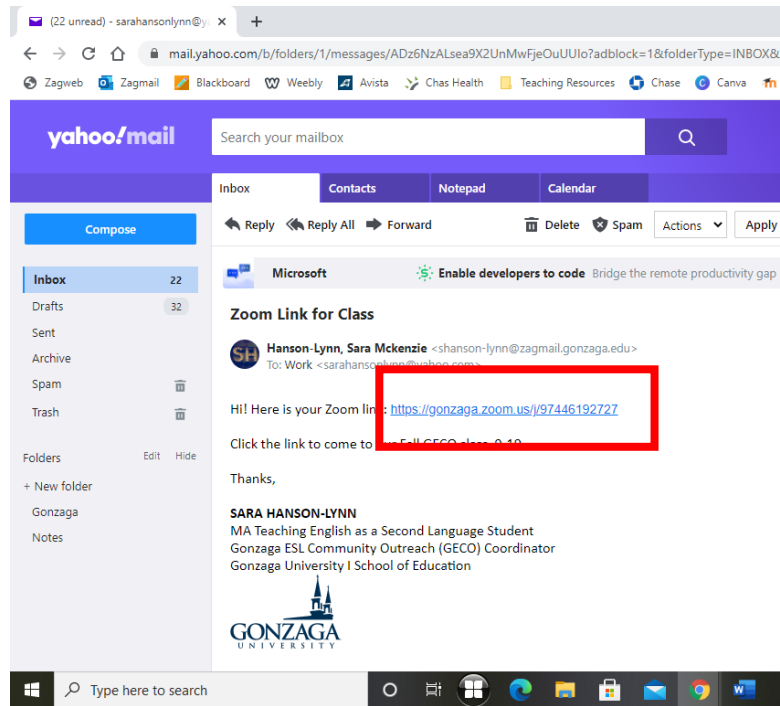 (22 unread) - sarahansonlynn@y
mail.yahoo.com/b/folders/1/messages/ADz6NzALsea9X2UnMwFjeOuUUIo?adblock=1&folderType=INBOX&
Zagweb Zagmail Blackboard Weebly Avista Chas Health Teaching Resources Chase Canva
yahoo!mail
Search your mailbox
Inbox Contacts Notepad Calendar
Compose
Reply Reply All Forward Delete Spam Actions Apply
Inbox 22
Drafts 32
Sent
Archive
Spam
Trash
Folders Edit Hide
+ New folder
Gonzaga
Notes
Microsoft Enable developers to code Bridge the remote productivity gap
Zoom Link for Class
SH
Hanson-Lynn, Sara Mckenzie <shanson-lynn@zagmail.gonzaga.edu>
To: Work <sarahansonlynn@yahoo.com>
Hi! Here is your Zoom link: https://gonzaga.zoom.us/j/97446192727
Click the link to come to Fall GECO class
Thanks,
SARA HANSON-LYNN
MA Teaching English as a Second Language Student
Gonzaga ESL Community Outreach (GECO) Coordinator
Gonzaga University I School of Education
GONZAGA
UNIVERSITY
Type here to search